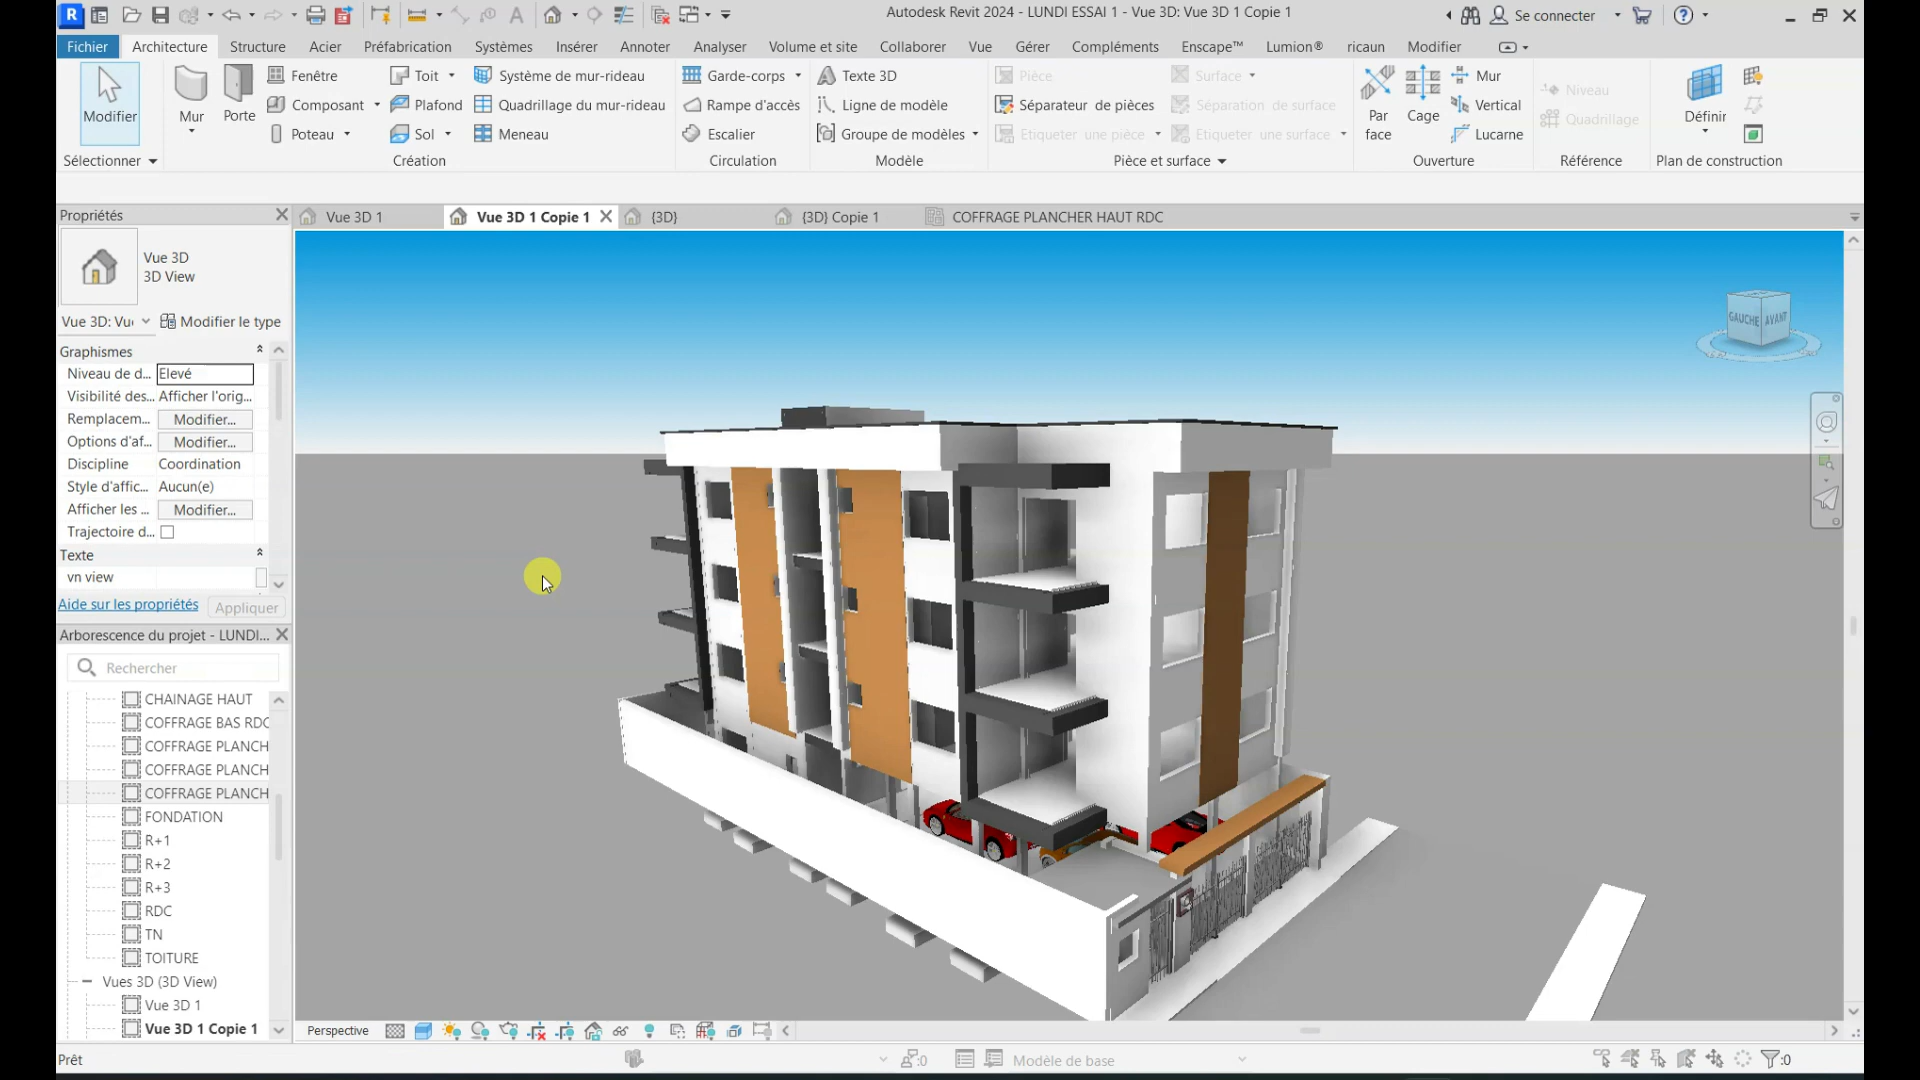 Autodesk Revit 2024 - LUNDI ESSAI 1 - Vue 3D: Vue 3D 1 Copie 1
Se connecter
Fichier Architecture Structure Acier Préfabrication Systèmes Insérer Annoter Analyser Volume et site Collaborer Vue Gérer Compléments Enscape™ Lumion® ricaun Modifier
Modifier
Mur
Porte
Fenêtre
Composant
Poteau
Toit
Plafond
Sol
Système de mur-rideau
Quadrillage du mur-rideau
Meneau
Garde-corps
Rampe d'accès
Escalier
Texte 3D
Ligne de modèle
Groupe de modèles
Pièce
Séparateur de pièces
Etiqueter une pièce
Surface
Séparation de surface
Etiqueter une surface
Par
face
Cage
Mur
Vertical
Lucarne
Niveau
Quadrillage
Définir
Sélectionner Création Circulation Modèle Pièce et surface Ouverture Référence Plan de construction
Propriétés
Vue 3D 1
Vue 3D 1 Copie 1
{3D}
{3D} Copie 1
COFFRAGE PLANCHER HAUT RDC
Vue 3D
3D View
Vue 3D: Vu
Modifier le type
Graphismes
Niveau de d... Elevé
Visibilité des... Afficher l'orig...
Remplacem... Modifier...
Options d'af... Modifier...
Discipline Coordination
Style d'affic... Aucun(e)
Afficher les ... Modifier...
Trajectoire d...
Texte
vn view
Aide sur les propriétés Appliquer
Arborescence du projet - LUNDI...
Rechercher
CHAINAGE HAUT
COFFRAGE BAS RDC
COFFRAGE PLANCH
COFFRAGE PLANCH
COFFRAGE PLANCH
FONDATION
R+1
R+2
R+3
RDC
TN
TOITURE
Vues 3D (3D View)
Vue 3D 1
Vue 3D 1 Copie 1
GAUCHE AVANT
Perspective
Prêt
:0
Modèle de base
:0